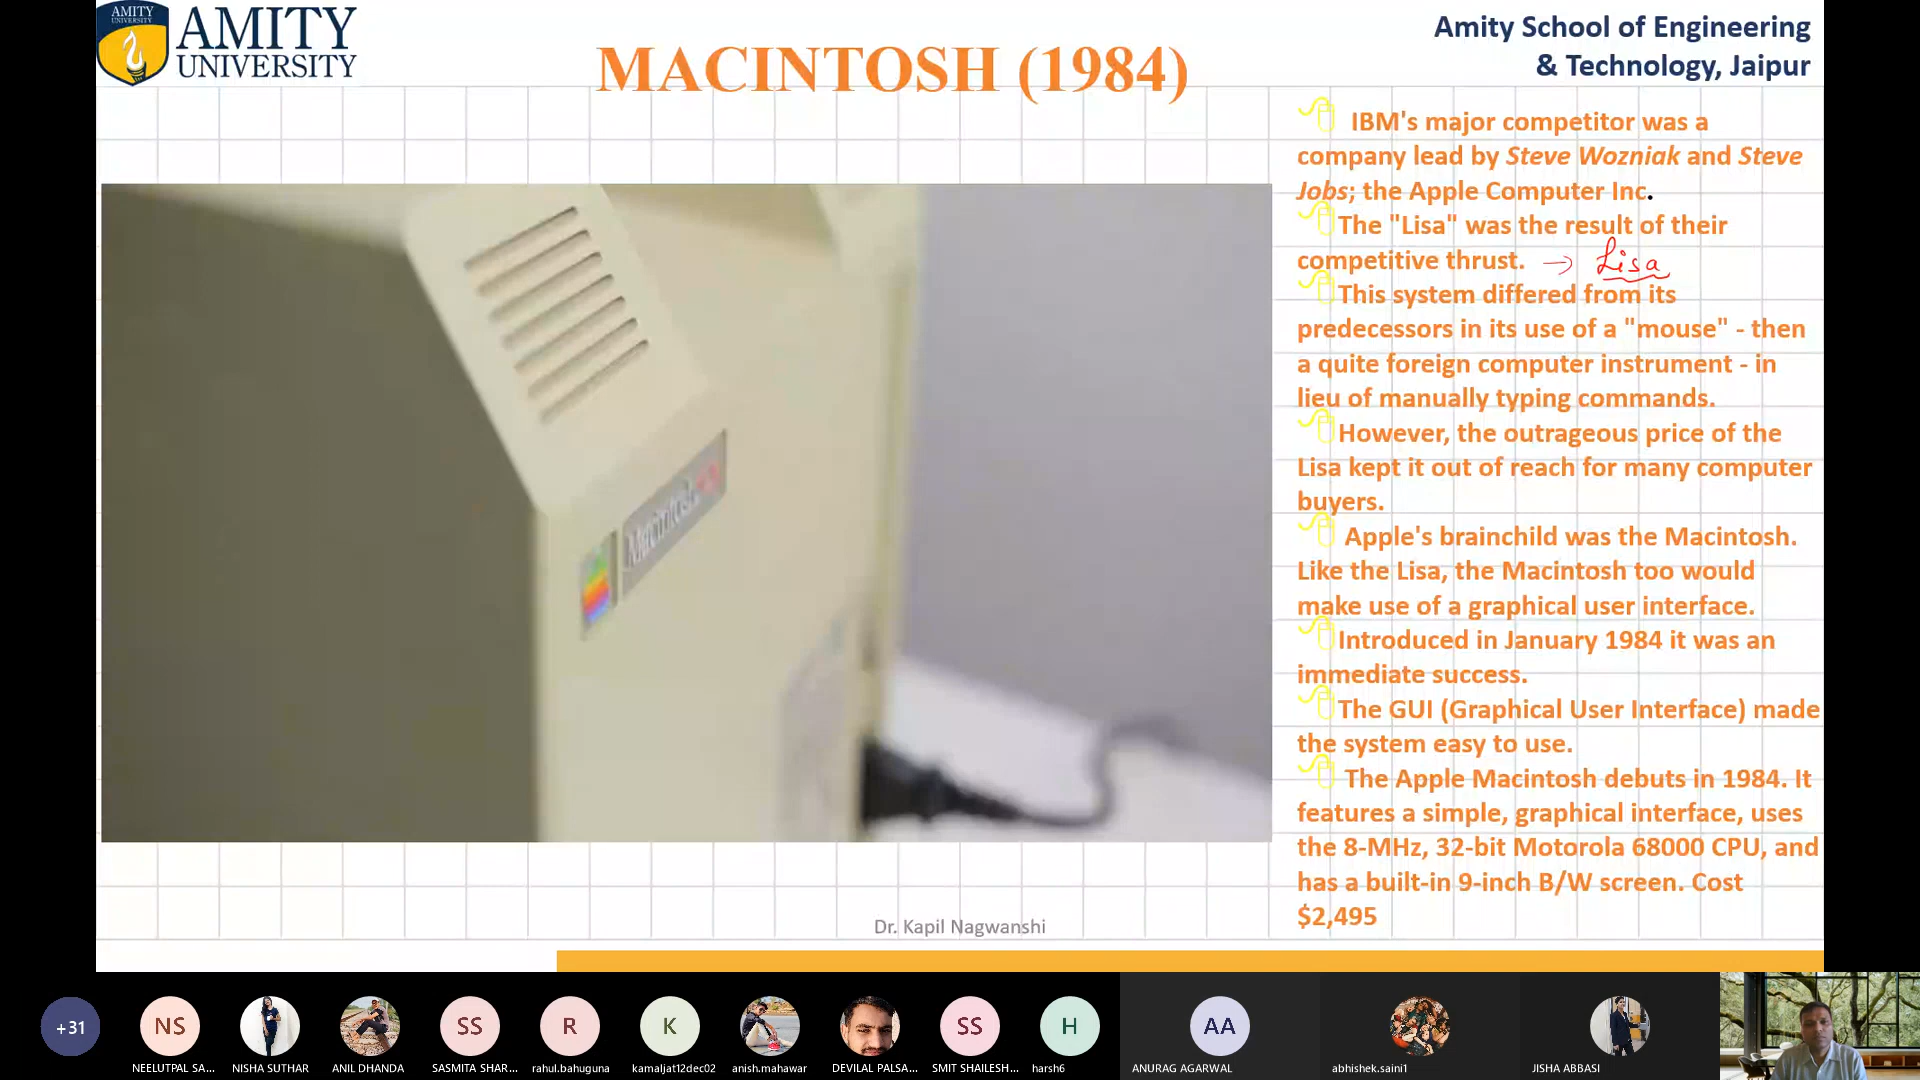 AMITY
UNIVERSITY
AMITY
UNIVERSITY
MACINTOSH (1984)
Amity School of Engineering
& Technology, Jaipur
IBM's major competitor was a
company lead by Steve Wozniak and Steve
Jobs; the Apple Computer Inc.
The "Lisa" was the result of their
competitive thrust. → Lisa
This system differed from its
predecessors in its use of a "mouse" - then
a quite foreign computer instrument - in
lieu of manually typing commands.
However, the outrageous price of the
Lisa kept it out of reach for many computer
buyers.
Apple's brainchild was the Macintosh.
Like the Lisa, the Macintosh too would
make use of a graphical user interface.
Introduced in January 1984 it was an
immediate success.
The GUI (Graphical User Interface) made
the system easy to use.
The Apple Macintosh debuts in 1984. It
features a simple, graphical interface, uses
the 8-MHz, 32-bit Motorola 68000 CPU, and
has a built-in 9-inch B/W screen. Cost
$2,495
Macintosh
Dr. Kapil Nagwanshi
+31
NS
SS
R
K
SS
H
AA
NEELUTPAL SA...
NISHA SUTHAR
ANIL DHANDA
SASMITA SHAR...
rahul.bahuguna
kamaljat12dec02
anish.mahawar
DEVILAL PALSA...
SMIT SHAILESH...
harsh6
ANURAG AGARWAL
abhishek.saini1
JISHA ABBASI